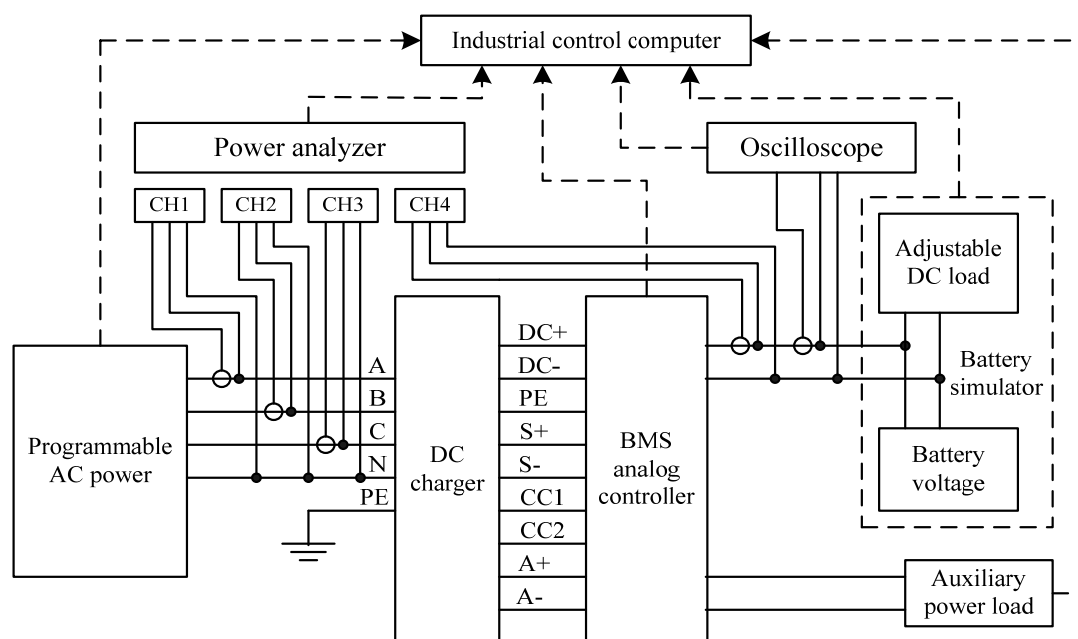 Industrial control computer
Power analyzer
Oscilloscope
CH1
CH2
CH3
CH4
Adjustable
DC load
Battery
simulator
Battery
voltage
Programmable
AC power
A
B
C
N
PE
DC
charger
DC+
DC-
PE
S+
S-
CC1
CC2
A+
A-
BMS
analog
controller
Auxiliary
power load